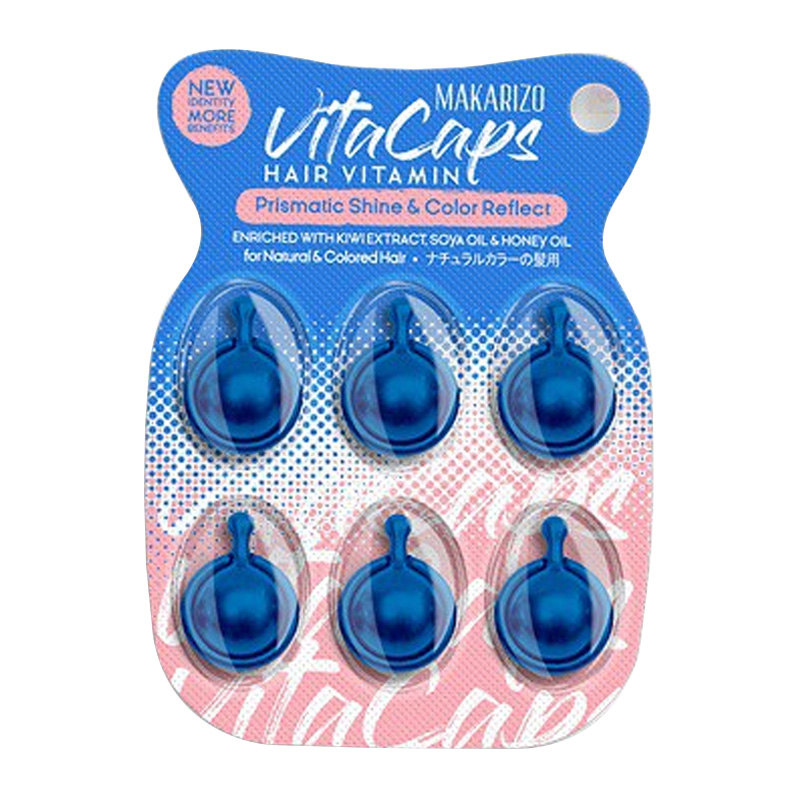 NEW
IDENTITY
MORE
BENEFITS
MAKARIZO
VitaCaps
HAIR VITAMIN
Prismatic Shine & Color Reflect
ENRICHED WITH KIWI EXTRACT, SOYA OIL & HONEY OIL
for Natural & Colored Hair • ナチュラルカラーの髪用
VitaCaps